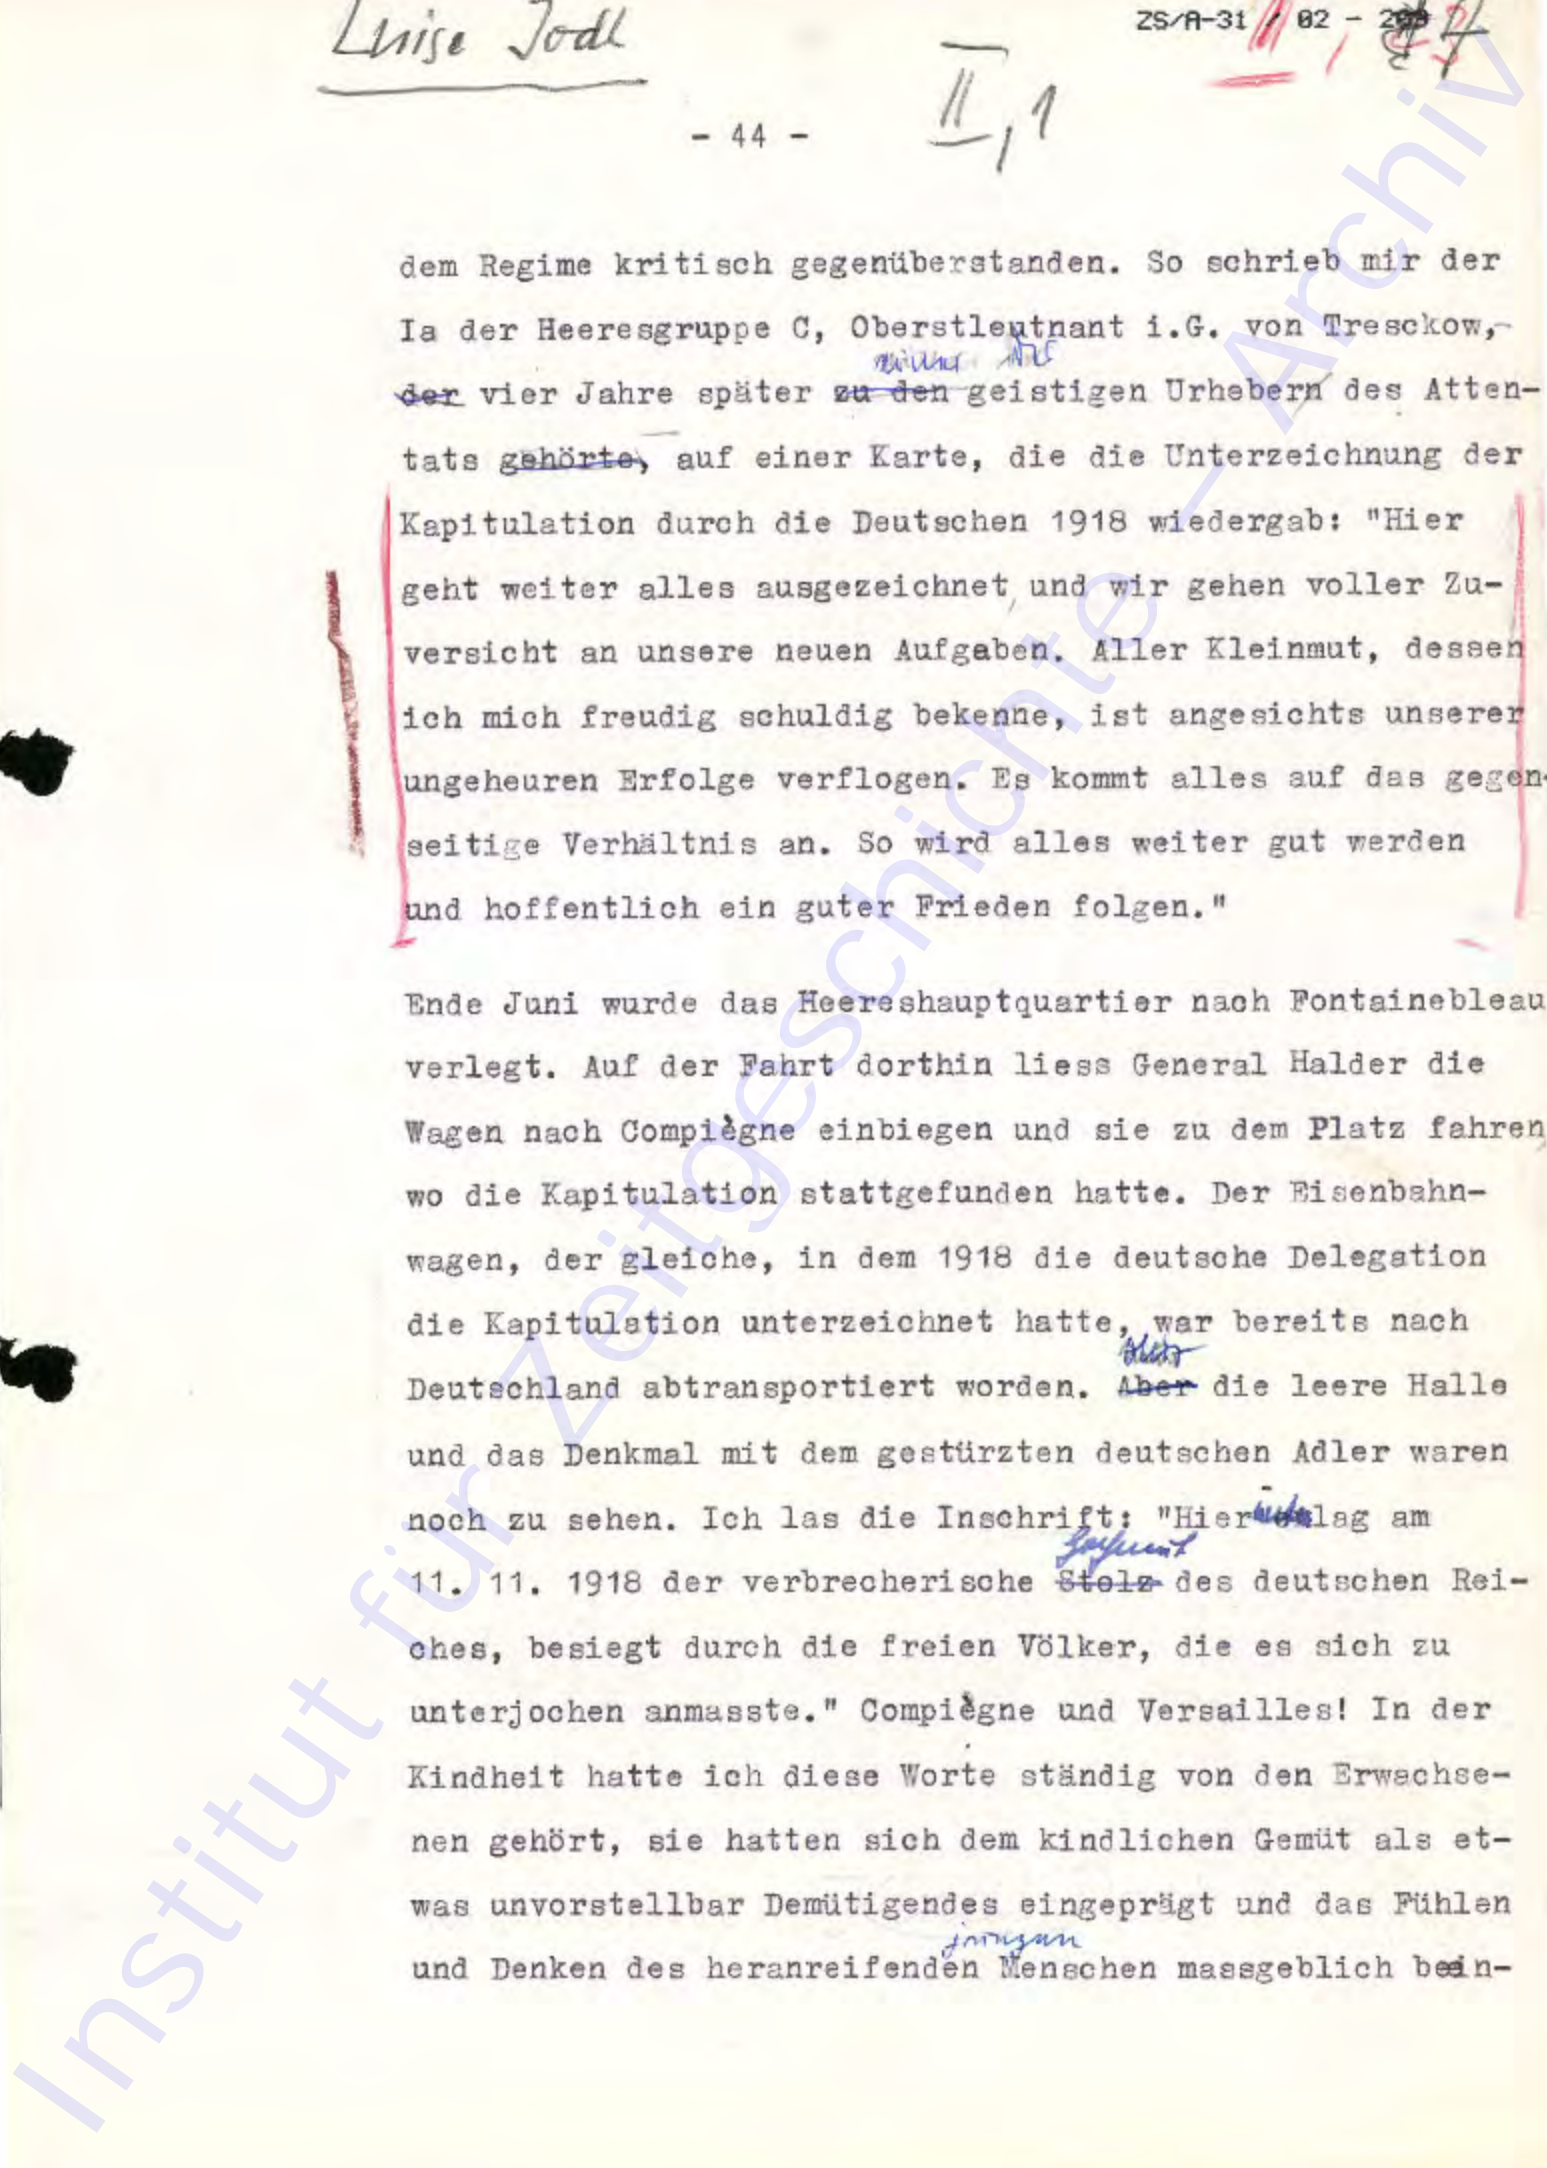 Luise Jodl
ZS/A-31 / 02 -
II, 1
- 44 -
dem Regime kritisch gegenüberstanden. So schrieb mir der
Ia der Heeresgruppe C, Oberstleutnant i.G. von Tresckow,
einer der
der vier Jahre später zu den geistigen Urhebern des Atten-
tats gehörte, auf einer Karte, die die Unterzeichnung der
Kapitulation durch die Deutschen 1918 wiedergab: "Hier
geht weiter alles ausgezeichnet, und wir gehen voller Zu-
versicht an unsere neuen Aufgaben. Aller Kleinmut, dessen
ich mich freudig schuldig bekenne, ist angesichts unserer
ungeheuren Erfolge verflogen. Es kommt alles auf das gegen-
seitige Verhältnis an. So wird alles weiter gut werden
und hoffentlich ein guter Frieden folgen."
Ende Juni wurde das Heereshauptquartier nach Fontainebleau
verlegt. Auf der Fahrt dorthin liess General Halder die
Wagen nach Compiègne einbiegen und sie zu dem Platz fahren,
wo die Kapitulation stattgefunden hatte. Der Eisenbahn-
wagen, der gleiche, in dem 1918 die deutsche Delegation
die Kapitulation unterzeichnet hatte, war bereits nach
aber
Deutschland abtransportiert worden. Aber die leere Halle
und das Denkmal mit dem gestürzten deutschen Adler waren
noch zu sehen. Ich las die Inschrift: "Hier lag am
Hochmut
11. 11. 1918 der verbrecherische Stolz des deutschen Rei-
ches, besiegt durch die freien Völker, die es sich zu
unterjochen anmasste." Compiègne und Versailles! In der
Kindheit hatte ich diese Worte ständig von den Erwachse-
nen gehört, sie hatten sich dem kindlichen Gemüt als et-
was unvorstellbar Demütigendes eingeprägt und das Fühlen
jungen
und Denken des heranreifenden Menschen massgeblich beein-
Institut für Zeitgeschichte - Archiv